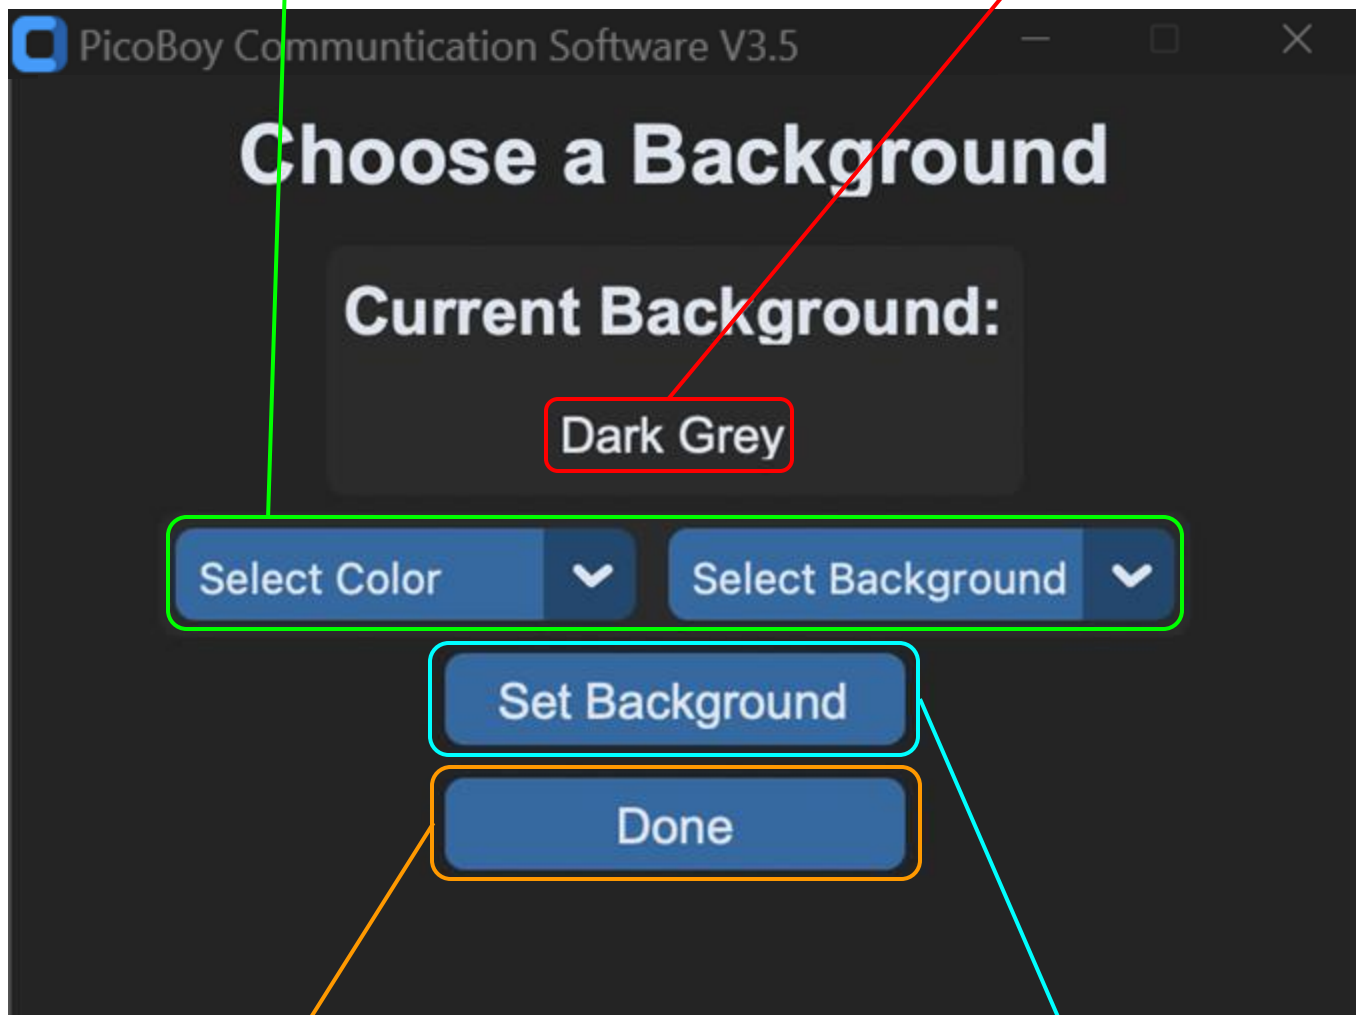 PicoBoy Communtication Software V3.5
Choose a Background
Current Background:
Dark Grey
Select Color
Select Background
Set Background
Done